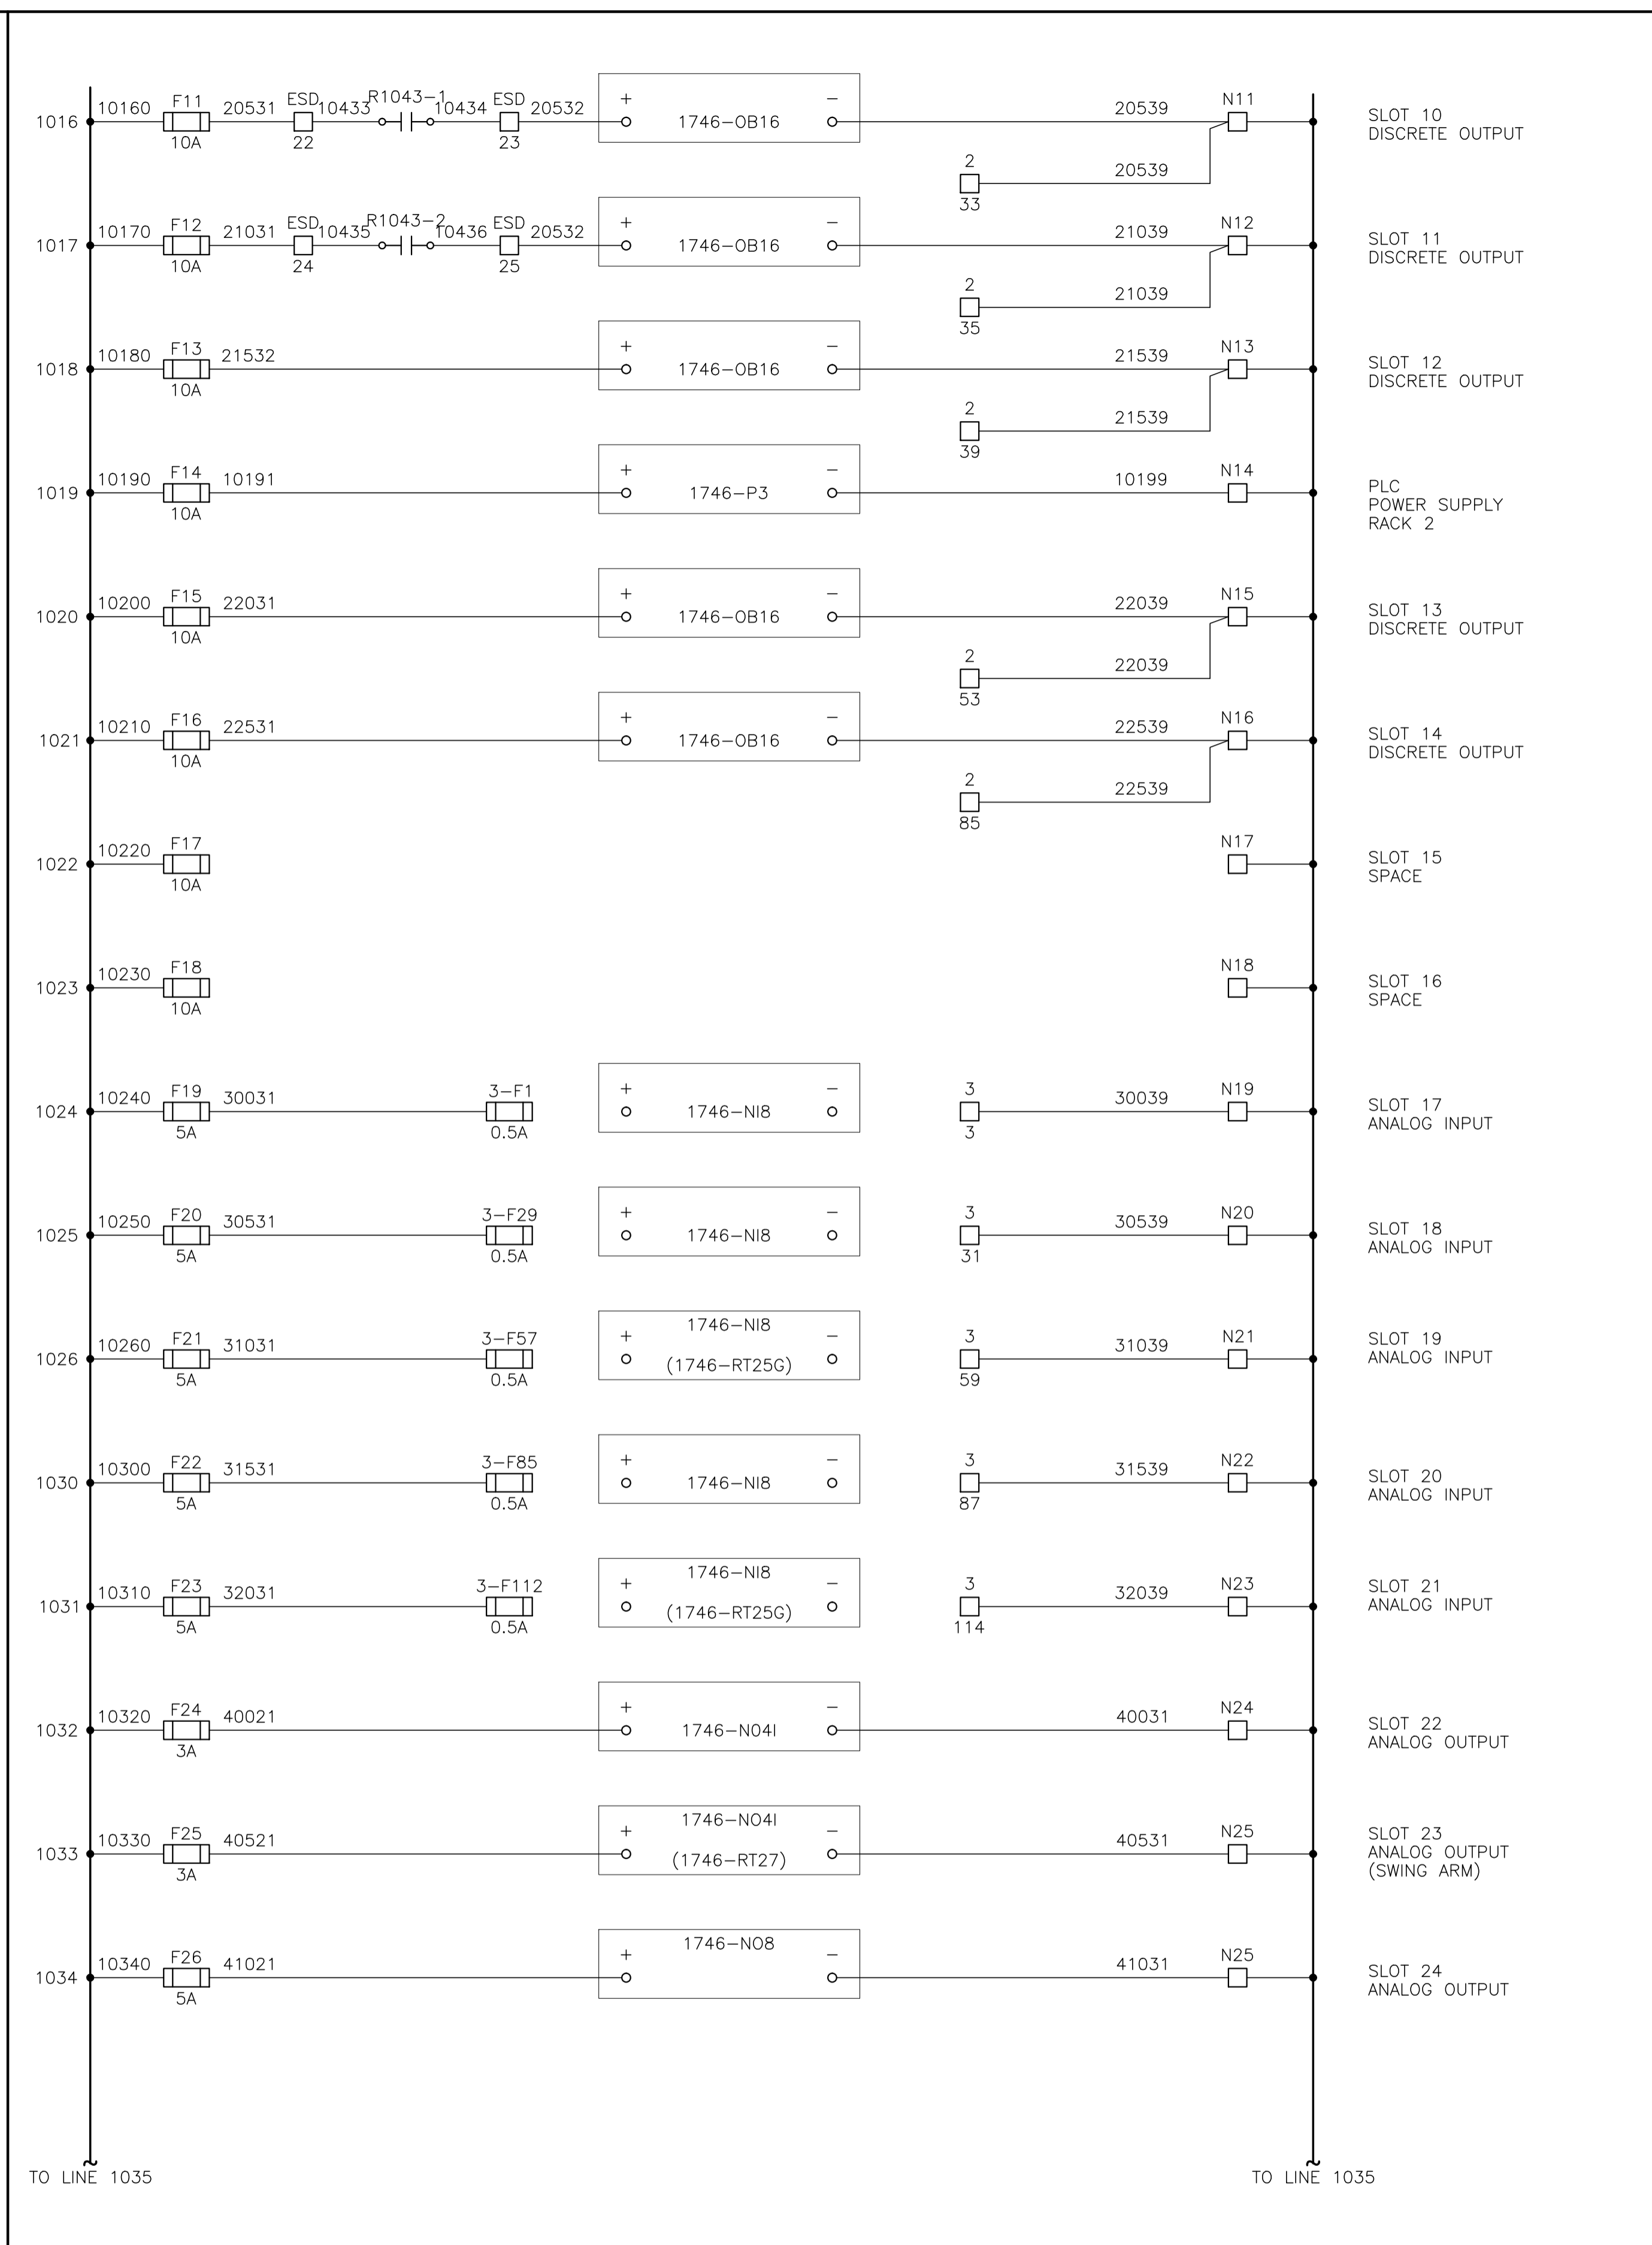 10160 F11 20531 ESD 10433 R1043-1 10434 ESD 20532 + − 20539 N11
1016 1746-OB16 SLOT 10
10A 22 23 DISCRETE OUTPUT
2 20539
33
10170 F12 21031 ESD 10435 R1043-2 10436 ESD 20532 + − 21039 N12
1017 1746-OB16 SLOT 11
10A 24 25 DISCRETE OUTPUT
2 21039
35
10180 F13 21532 + − 21539 N13
1018 1746-OB16 SLOT 12
10A DISCRETE OUTPUT
2 21539
39
10190 F14 10191 + − 10199 N14
1019 1746-P3 PLC
10A POWER SUPPLY
RACK 2
10200 F15 22031 + − 22039 N15
1020 1746-OB16 SLOT 13
10A DISCRETE OUTPUT
2 22039
53
10210 F16 22531 + − 22539 N16
1021 1746-OB16 SLOT 14
10A DISCRETE OUTPUT
2 22539
85
10220 F17 N17
1022 SLOT 15
10A SPACE
10230 F18 N18
1023 SLOT 16
10A SPACE
10240 F19 30031 3-F1 + − 3 30039 N19
1024 1746-NI8 SLOT 17
5A 0.5A 3 ANALOG INPUT
10250 F20 30531 3-F29 + − 3 30539 N20
1025 1746-NI8 SLOT 18
5A 0.5A 31 ANALOG INPUT
1746-NI8
10260 F21 31031 3-F57 + − 3 31039 N21
1026 (1746-RT25G) SLOT 19
5A 0.5A 59 ANALOG INPUT
10300 F22 31531 3-F85 + − 3 31539 N22
1030 1746-NI8 SLOT 20
5A 0.5A 87 ANALOG INPUT
1746-NI8
10310 F23 32031 3-F112 + − 3 32039 N23
1031 (1746-RT25G) SLOT 21
5A 0.5A 114 ANALOG INPUT
10320 F24 40021 + − 40031 N24
1032 1746-NO4I SLOT 22
3A ANALOG OUTPUT
1746-NO4I
10330 F25 40521 + − 40531 N25
1033 (1746-RT27) SLOT 23
3A ANALOG OUTPUT
(SWING ARM)
1746-NO8
10340 F26 41021 + − 41031 N25
1034 SLOT 24
5A ANALOG OUTPUT
TO LINE 1035 TO LINE 1035